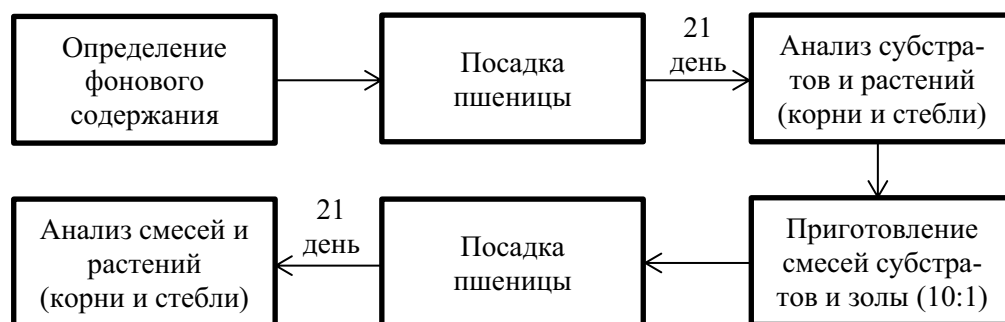 Определение
фонового
содержания
Посадка
пшеницы
21
день
Анализ субстра-
тов и растений
(корни и стебли)
Приготовление
смесей субстра-
тов и золы (10:1)
Посадка
пшеницы
21
день
Анализ смесей и
растений
(корни и стебли)